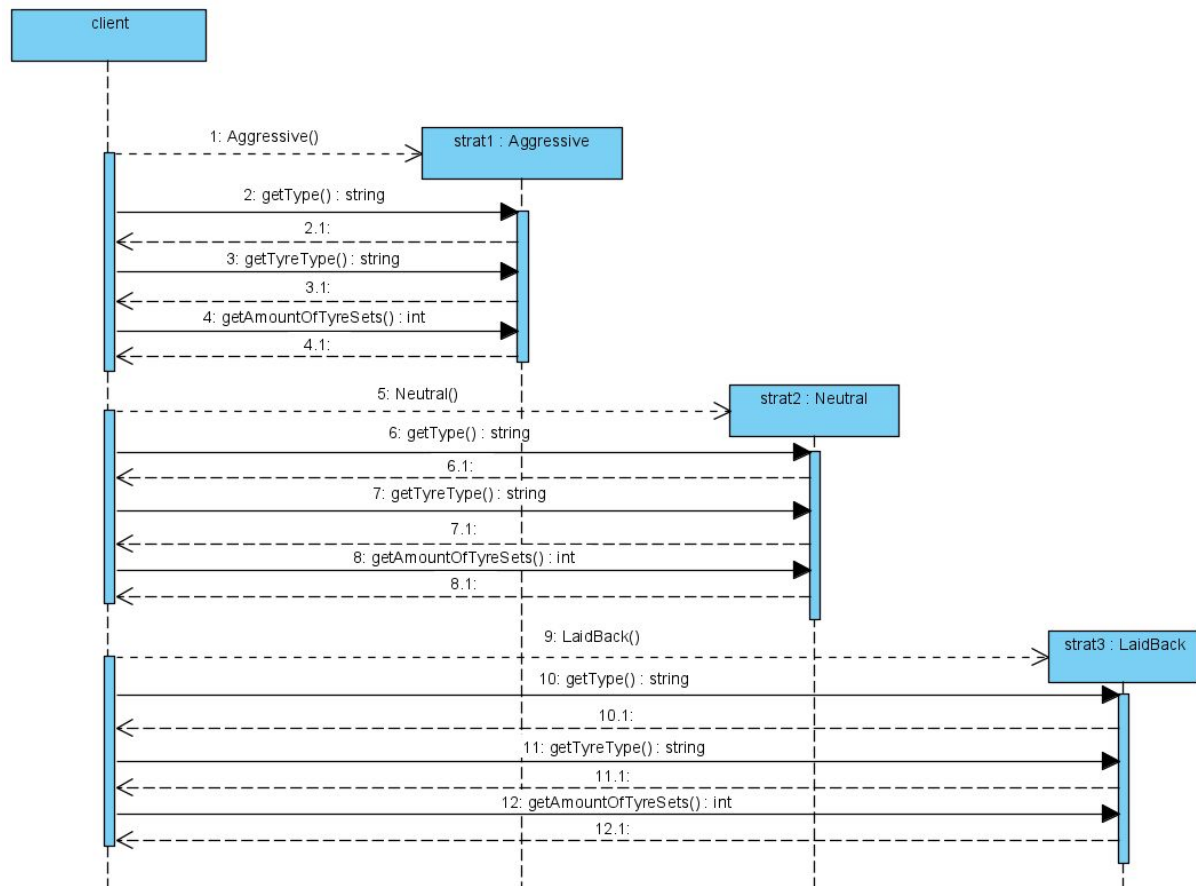 client
1: Aggressive()
strat1 : Aggressive
2: getType() : string
2.1:
3: getTyreType() : string
3.1:
4: getAmountOfTyreSets() : int
4.1:
5: Neutral()
strat2 : Neutral
6: getType() : string
6.1:
7: getTyreType() : string
7.1:
8: getAmountOfTyreSets() : int
8.1:
9: LaidBack()
strat3 : LaidBack
10: getType() : string
10.1:
11: getTyreType() : string
11.1:
12: getAmountOfTyreSets() : int
12.1: